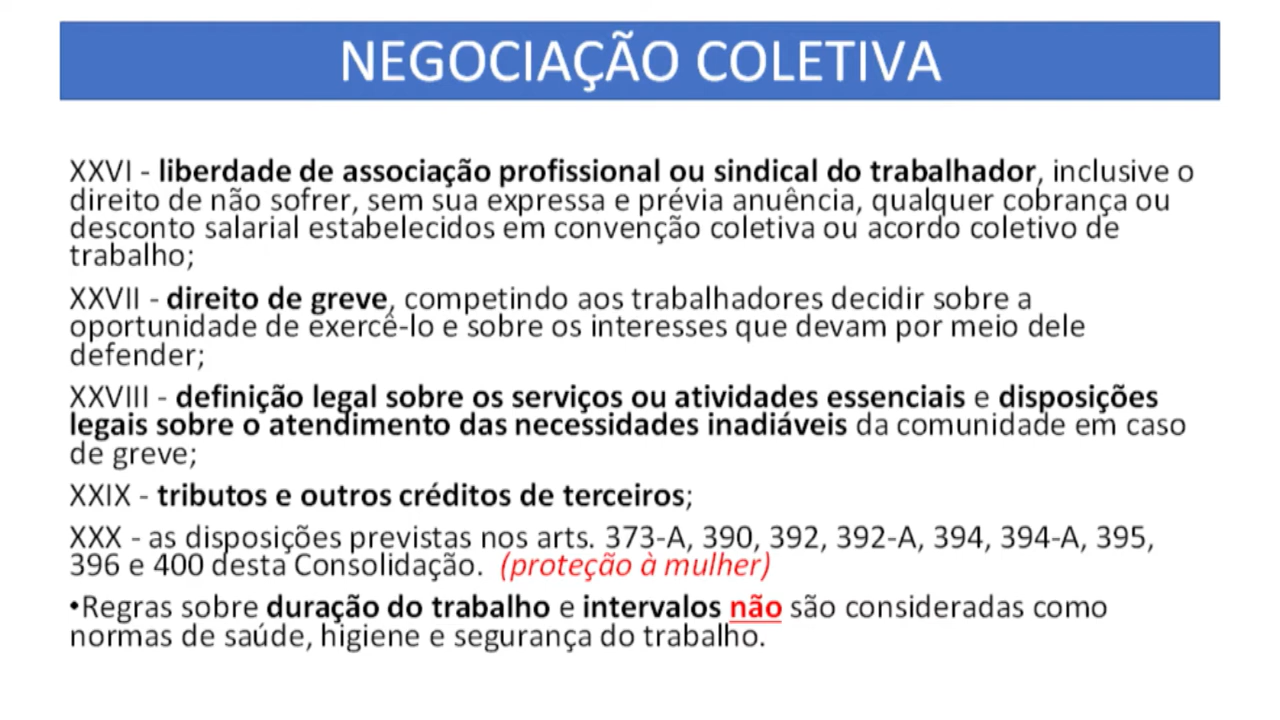 NEGOCIAÇÃO COLETIVA
XXVI - liberdade de associação profissional ou sindical do trabalhador, inclusive o
direito de não sofrer, sem sua expressa e prévia anuência, qualquer cobrança ou
desconto salarial estabelecidos em convenção coletiva ou acordo coletivo de
trabalho;
XXVII - direito de greve, competindo aos trabalhadores decidir sobre a
oportunidade de exercê-lo e sobre os interesses que devam por meio dele
defender;
XXVIII - definição legal sobre os serviços ou atividades essenciais e disposições
legais sobre o atendimento das necessidades inadiáveis da comunidade em caso
de greve;
XXIX - tributos e outros créditos de terceiros;
XXX - as disposições previstas nos arts. 373-A, 390, 392, 392-A, 394, 394-A, 395,
396 e 400 desta Consolidação. (proteção à mulher)
•Regras sobre duração do trabalho e intervalos não são consideradas como
normas de saúde, higiene e segurança do trabalho.